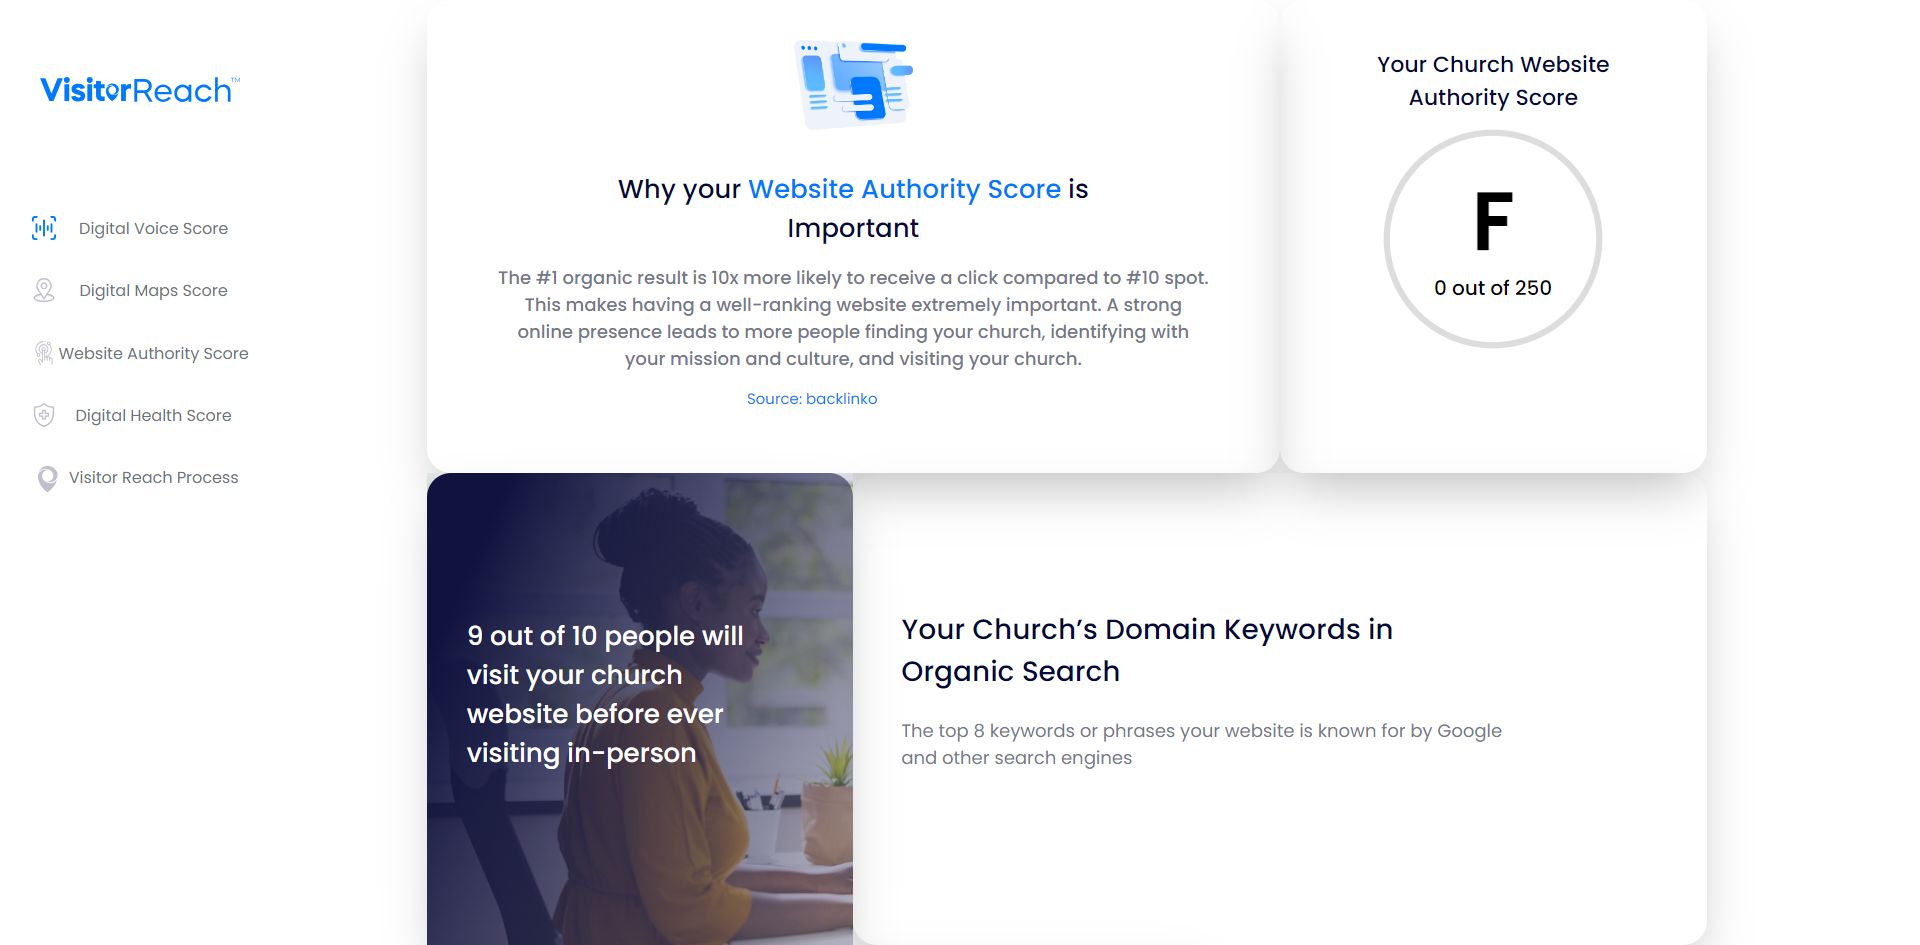 VisitorReach™
Digital Voice Score
Digital Maps Score
Website Authority Score
Digital Health Score
Visitor Reach Process
Why your Website Authority Score is
Important
The #1 organic result is 10x more likely to receive a click compared to #10 spot.
This makes having a well-ranking website extremely important. A strong
online presence leads to more people finding your church, identifying with
your mission and culture, and visiting your church.
Source: backlinko
Your Church Website
Authority Score
F
0 out of 250
9 out of 10 people will
visit your church
website before ever
visiting in-person
Your Church’s Domain Keywords in
Organic Search
The top 8 keywords or phrases your website is known for by Google
and other search engines